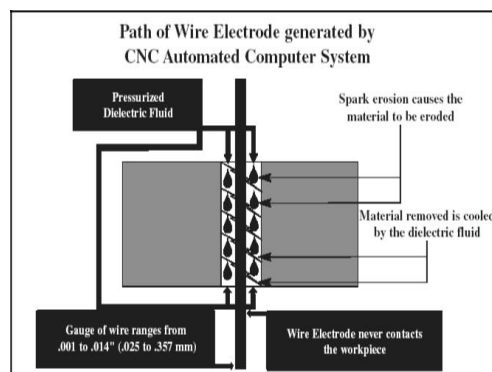 Path of Wire Electrode generated by
CNC Automated Computer System
Pressurized
Dielectric Fluid
Spark erosion causes the
material to be eroded
Material removed is cooled
by the dielectric fluid
Gauge of wire ranges from
.001 to .014" (.025 to .357 mm)
Wire Electrode never contacts
the workpiece